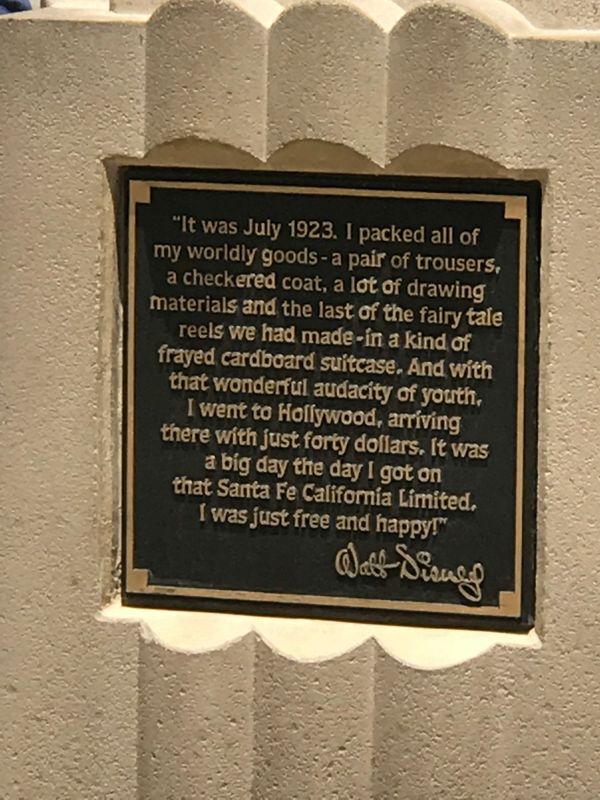 “It was July 1923. I packed all of
my worldly goods - a pair of trousers,
a checkered coat, a lot of drawing
materials and the last of the fairy tale
reels we had made - in a kind of
frayed cardboard suitcase. And with
that wonderful audacity of youth,
I went to Hollywood, arriving
there with just forty dollars. It was
a big day the day I got on
that Santa Fe California Limited.
I was just free and happy!”
Walt Disney